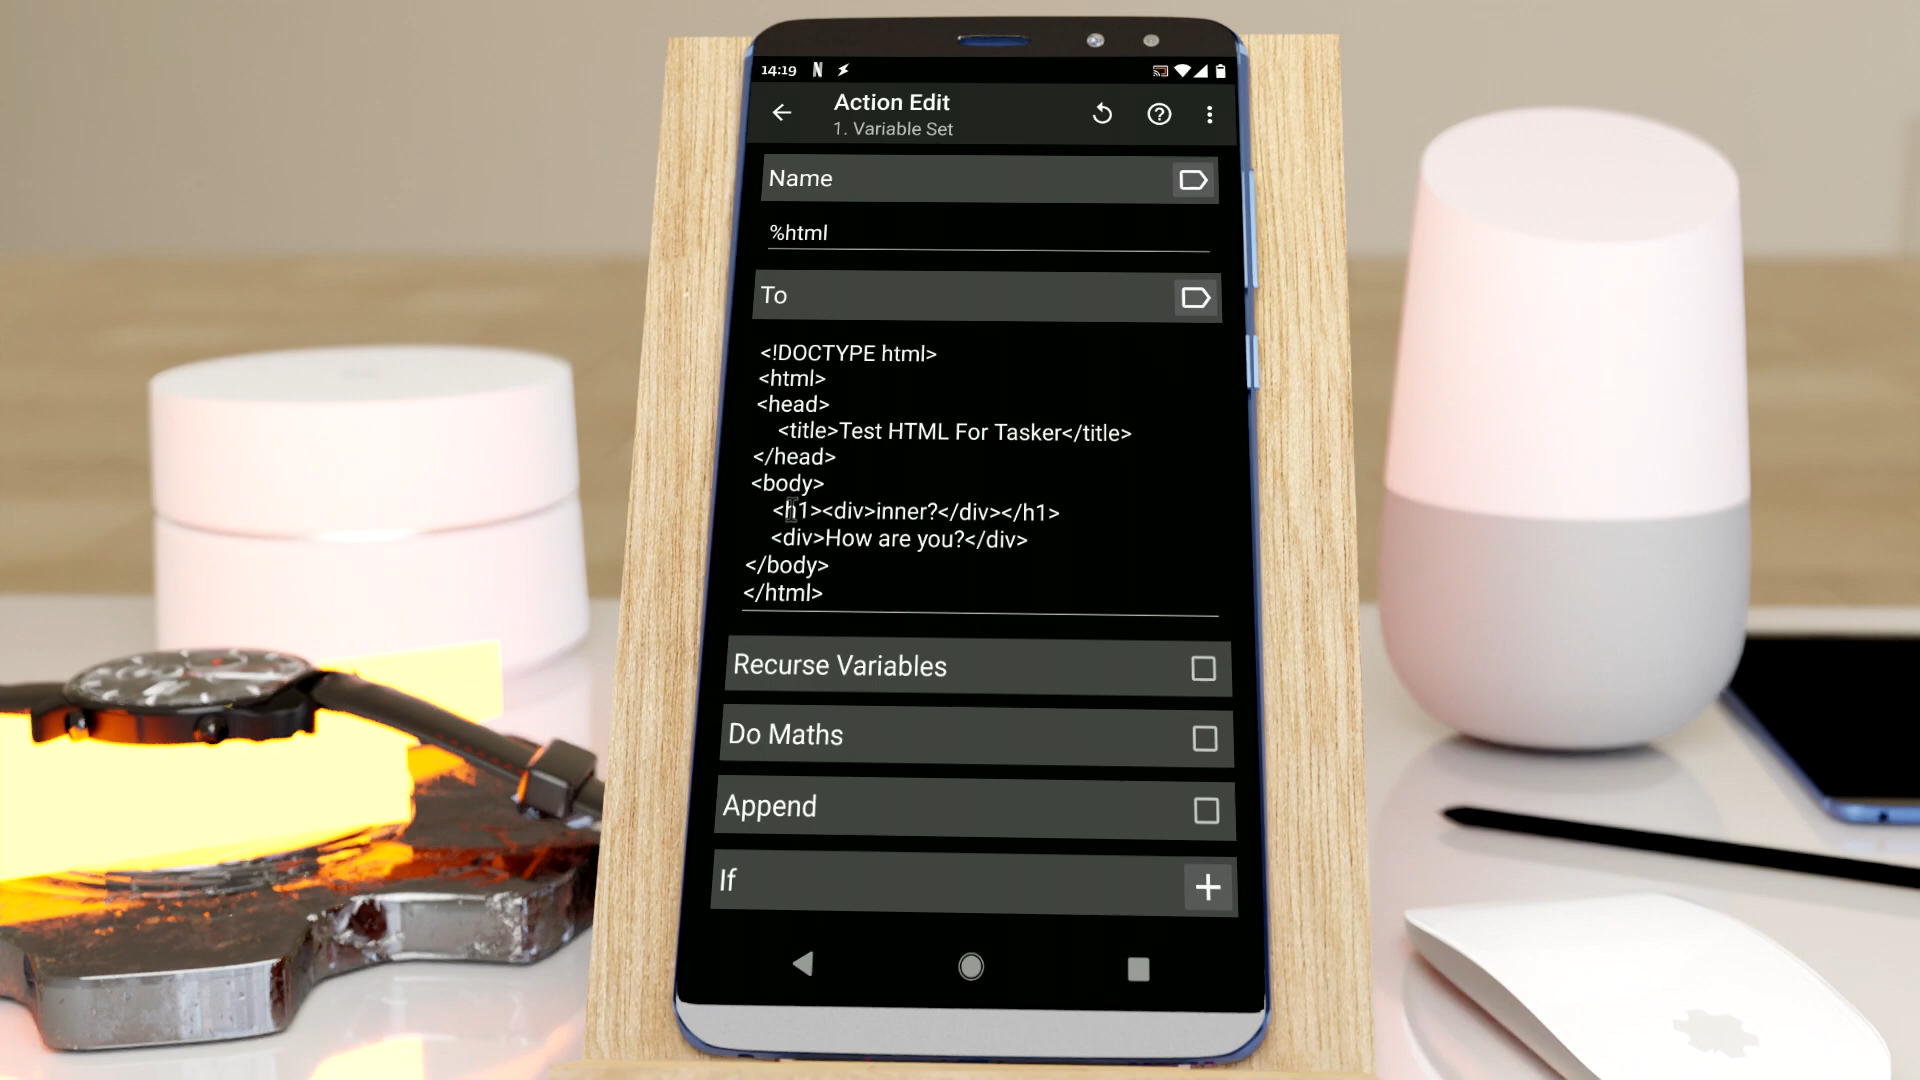 14:19
Action Edit
1. Variable Set
Name
%html
To
<!DOCTYPE html>
<html>
<head>
<title>Test HTML For Tasker</title>
</head>
<body>
<h1><div>inner?</div></h1>
<div>How are you?</div>
</body>
</html>
Recurse Variables
Do Maths
Append
If